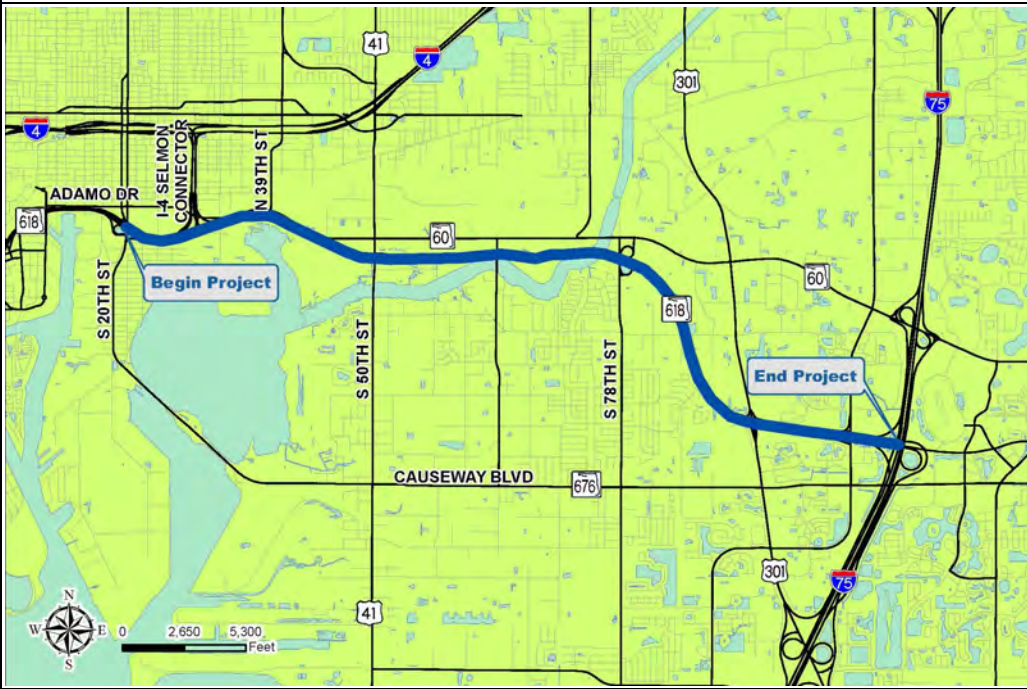 41
4
301
75
4
I-4 SELMON
CONNECTOR
N 39TH ST
ADAMO DR
618
60
Begin Project
60
S 20TH ST
618
S 50TH ST
S 78TH ST
End Project
CAUSEWAY BLVD
676
301
75
41
N
W E
S
0 2,650 5,300
Feet